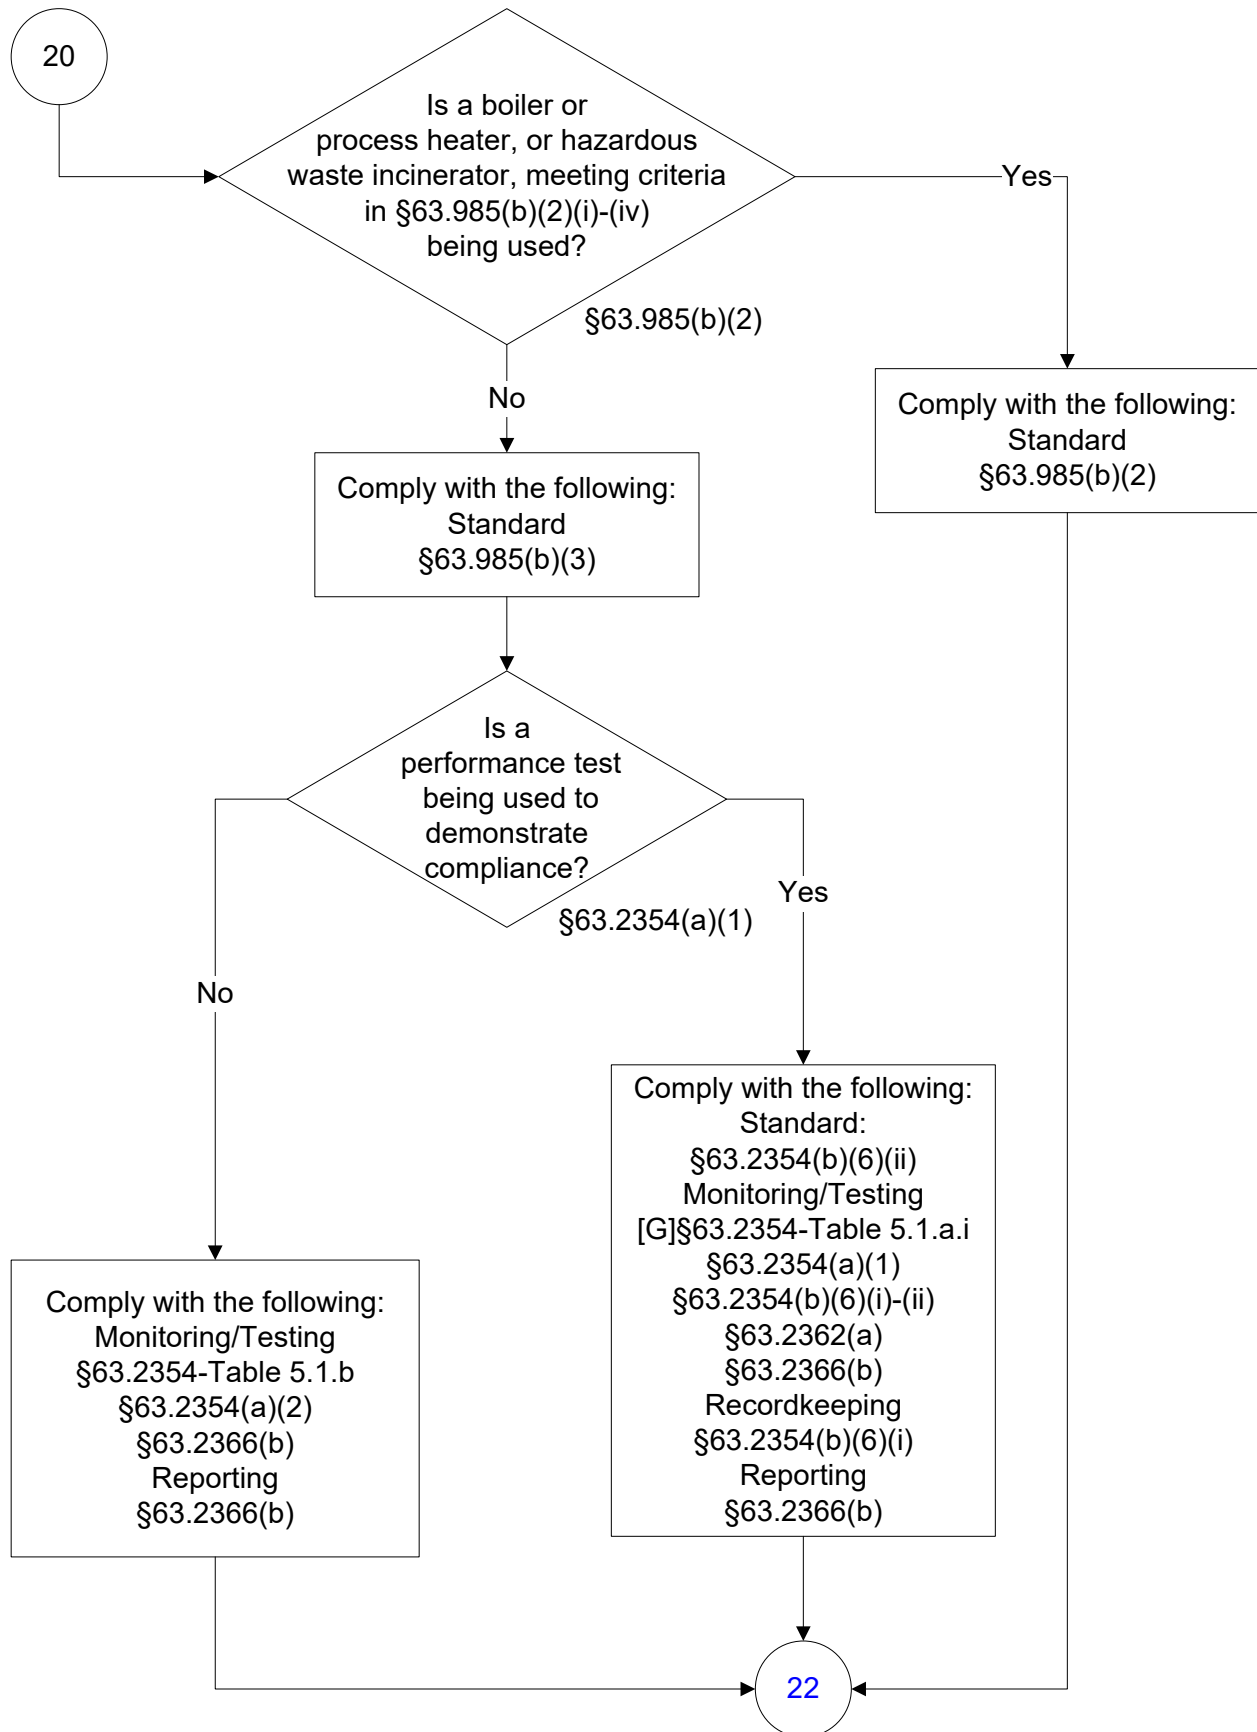 20
Is a boiler or
process heater, or hazardous
waste incinerator, meeting criteria
in §63.985(b)(2)(i)-(iv)
being used?
§63.985(b)(2)
Yes
No
Comply with the following:
Standard
§63.985(b)(2)
Comply with the following:
Standard
§63.985(b)(3)
Is a
performance test
being used to
demonstrate
compliance?
§63.2354(a)(1)
Yes
No
Comply with the following:
Standard:
§63.2354(b)(6)(ii)
Monitoring/Testing
[G]§63.2354-Table 5.1.a.i
§63.2354(a)(1)
§63.2354(b)(6)(i)-(ii)
§63.2362(a)
§63.2366(b)
Recordkeeping
§63.2354(b)(6)(i)
Reporting
§63.2366(b)
Comply with the following:
Monitoring/Testing
§63.2354-Table 5.1.b
§63.2354(a)(2)
§63.2366(b)
Reporting
§63.2366(b)
22